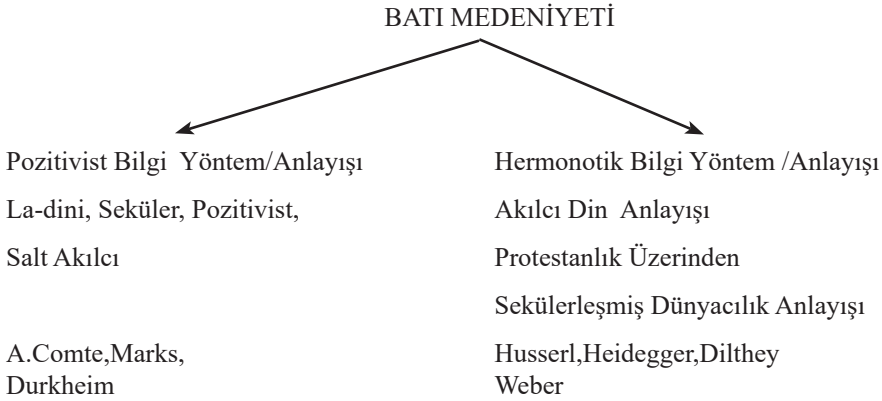 BATI MEDENİYETİ
Pozitivist Bilgi Yöntem/Anlayışı
La-dini, Seküler, Pozitivist,
Salt Akılcı
A.Comte,Marks,
Durkheim
Hermonotik Bilgi Yöntem /Anlayışı
Akılcı Din Anlayışı
Protestanlık Üzerinden
Sekülerleşmiş Dünyacılık Anlayışı
Husserl,Heidegger,Dilthey
Weber